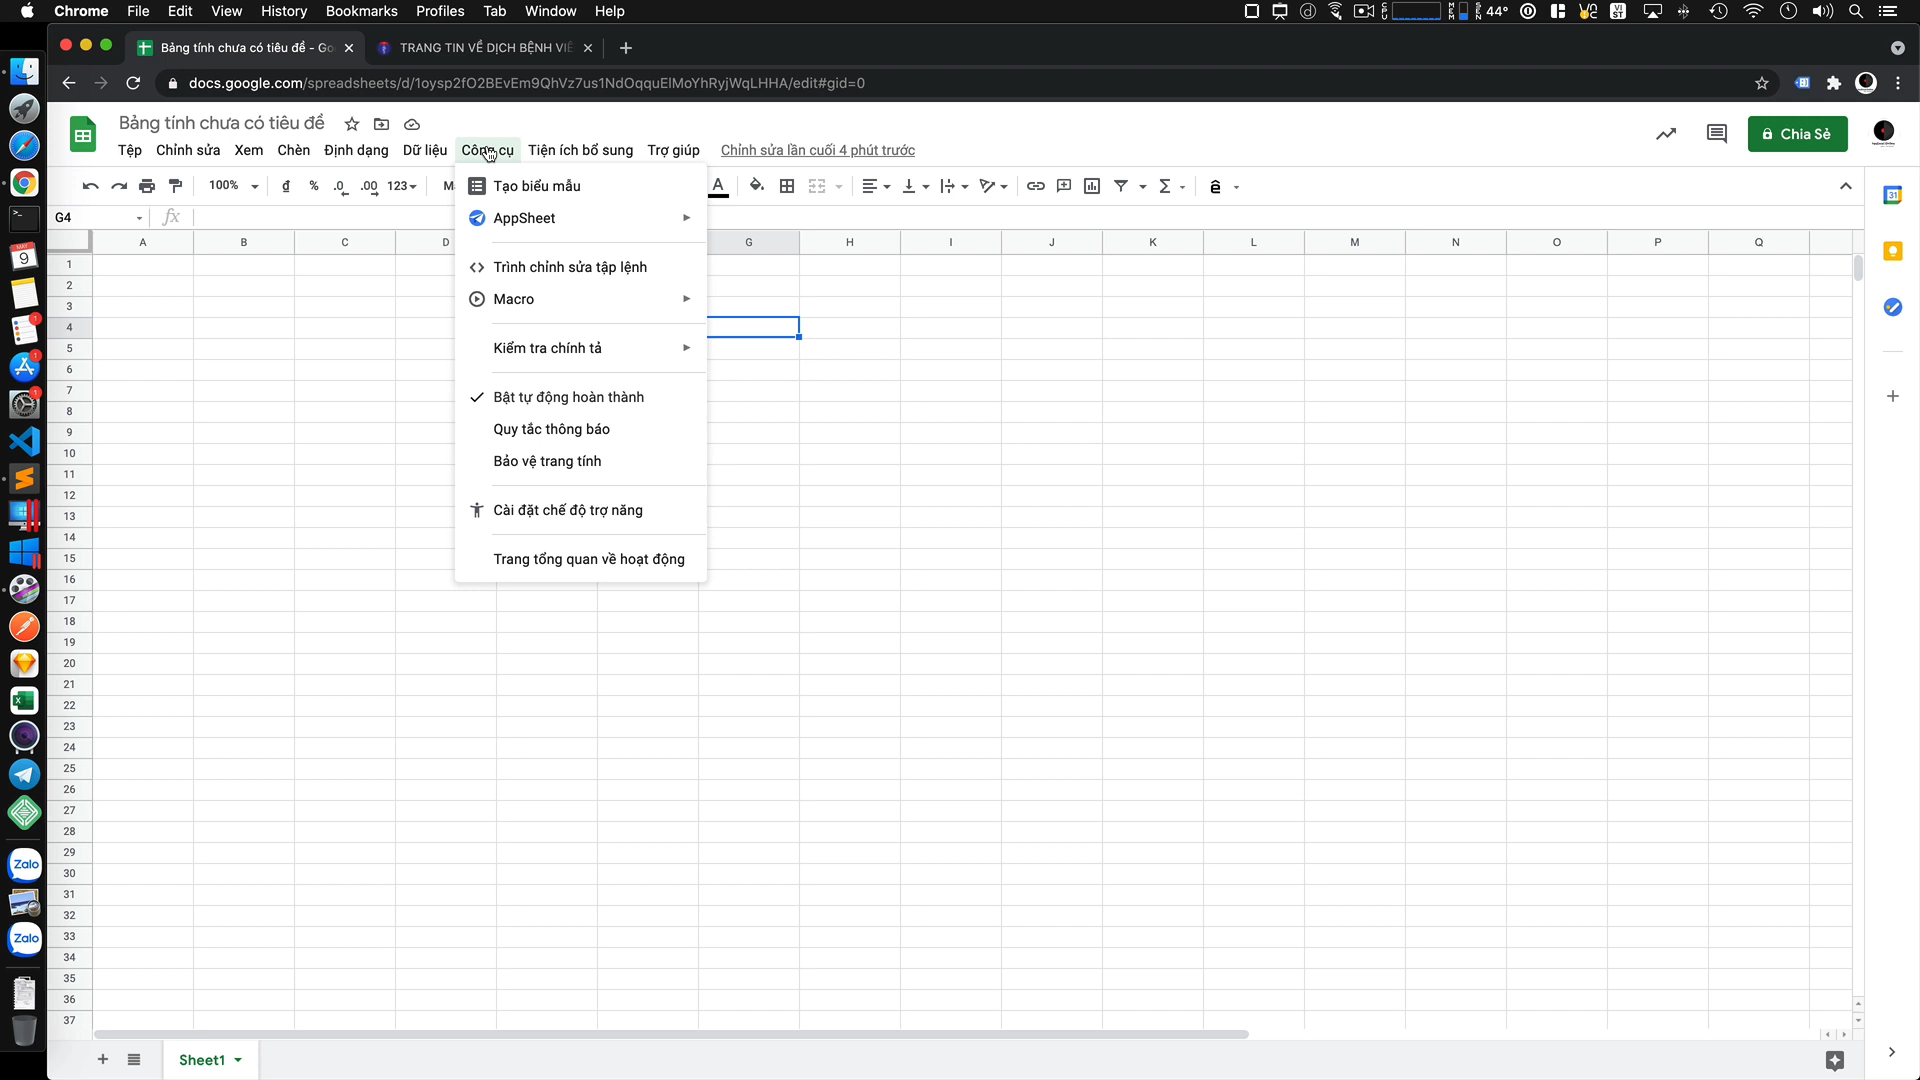 Chrome File Edit View History Bookmarks Profiles Tab Window Help 44°
Bảng tính chưa có tiêu đề - Go
TRANG TIN VỀ DỊCH BỆNH VIÊ
docs.google.com/spreadsheets/d/1oysp2fO2BEvEm9QhVz7us1NdOqquElMoYhRyjWqLHHA/edit#gid=0
Bảng tính chưa có tiêu đề
Chia Sẻ
Tệp Chỉnh sửa Xem Chèn Định dạng Dữ liệu Công cụ Tiện ích bổ sung Trợ giúp Chỉnh sửa lần cuối 4 phút trước
100% đ % .0 .00 123
G4 fx
Tạo biểu mẫu
AppSheet
Trình chỉnh sửa tập lệnh
Macro
Kiểm tra chính tả
Bật tự động hoàn thành
Quy tắc thông báo
Bảo vệ trang tính
Cài đặt chế độ trợ năng
Trang tổng quan về hoạt động
A B C D G H I J K L M N O P Q
1
2
3
4
5
6
7
8
9
10
11
12
13
14
15
16
17
18
19
20
21
22
23
24
25
26
27
28
29
30
31
32
33
34
35
36
37
Zalo
Zalo
Sheet1